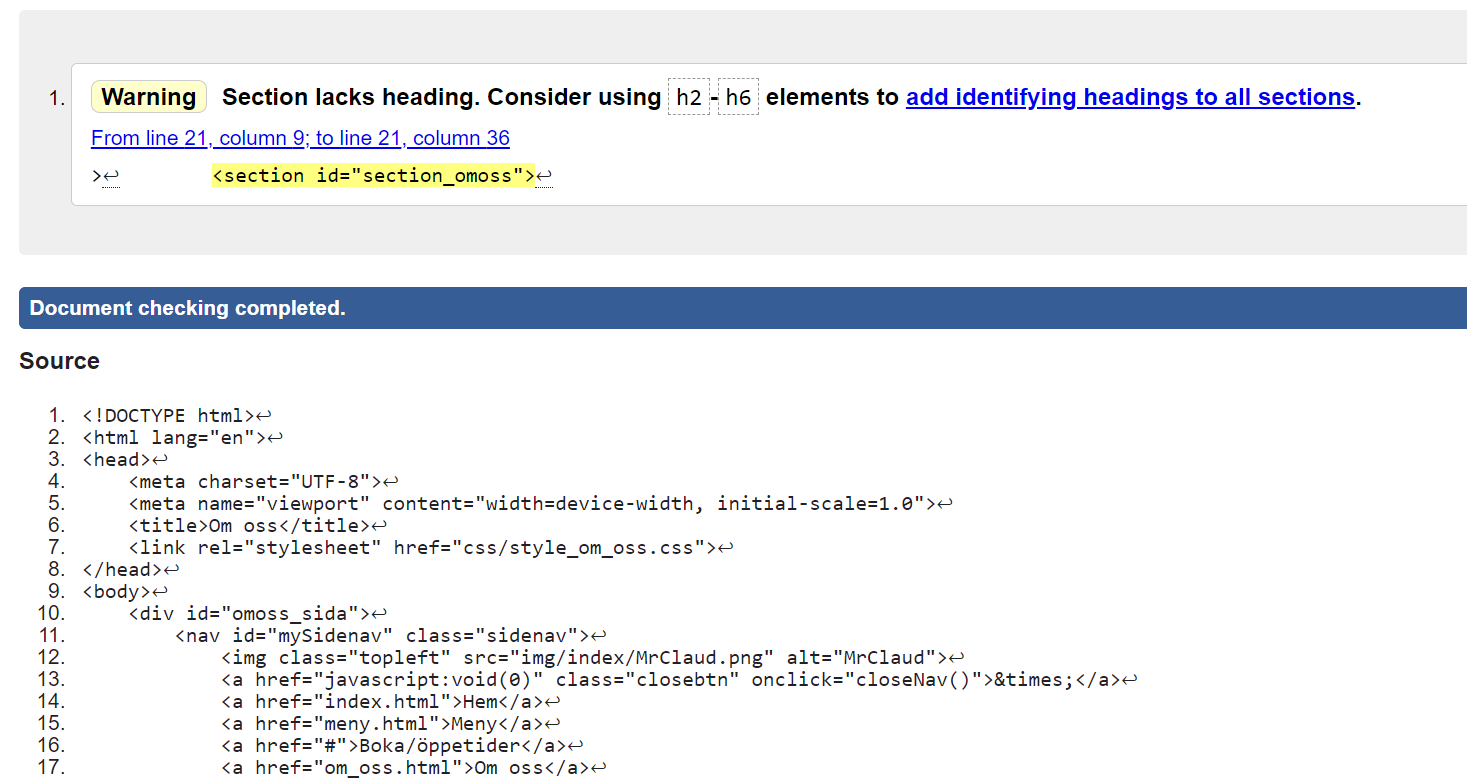 1. Warning Section lacks heading. Consider using h2-h6 elements to add identifying headings to all sections.
From line 21, column 9; to line 21, column 36
>↩        <section id="section_omoss">↩
Document checking completed.
Source
1. <!DOCTYPE html>↩
2. <html lang="en">↩
3. <head>↩
4.     <meta charset="UTF-8">↩
5.     <meta name="viewport" content="width=device-width, initial-scale=1.0">↩
6.     <title>Om oss</title>↩
7.     <link rel="stylesheet" href="css/style_om_oss.css">↩
8. </head>↩
9. <body>↩
10.     <div id="omoss_sida">↩
11.         <nav id="mySidenav" class="sidenav">↩
12.             <img class="topleft" src="img/index/MrClaud.png" alt="MrClaud">↩
13.             <a href="javascript:void(0)" class="closebtn" onclick="closeNav()">&times;</a>↩
14.             <a href="index.html">Hem</a>↩
15.             <a href="meny.html">Meny</a>↩
16.             <a href="#">Boka/öppetider</a>↩
17.             <a href="om_oss.html">Om oss</a>↩